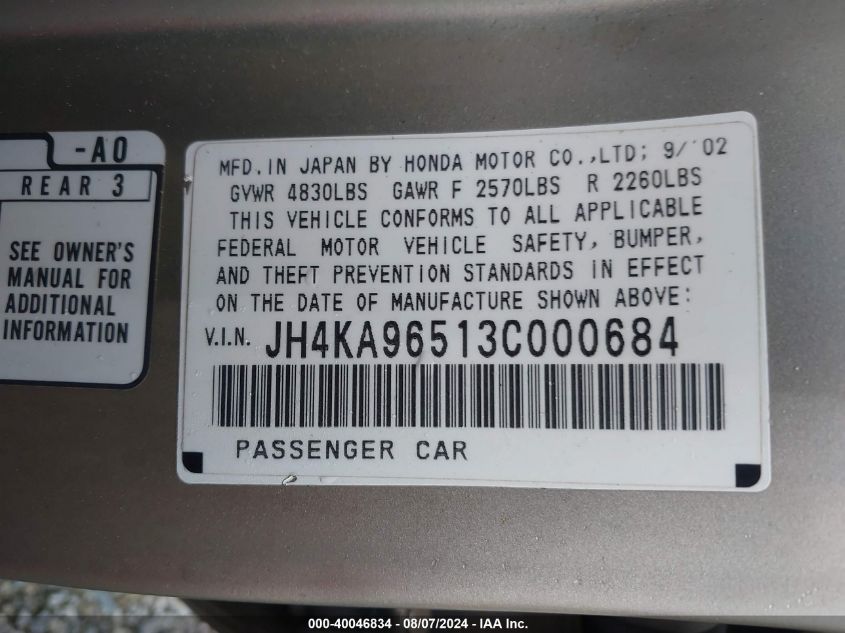 -A0
REAR 3
SEE OWNER'S
MANUAL FOR
ADDITIONAL
INFORMATION
MFD.IN JAPAN BY HONDA MOTOR CO.,LTD; 9/'02
GVWR 4830LBS GAWR F 2570LBS R 2260LBS
THIS VEHICLE CONFORMS TO ALL APPLICABLE
FEDERAL MOTOR VEHICLE SAFETY, BUMPER,
AND THEFT PREVENTION STANDARDS IN EFFECT
ON THE DATE OF MANUFACTURE SHOWN ABOVE:
V.I.N. JH4KA96513C000684
PASSENGER CAR
000-40046834 - 08/07/2024 - IAA Inc.